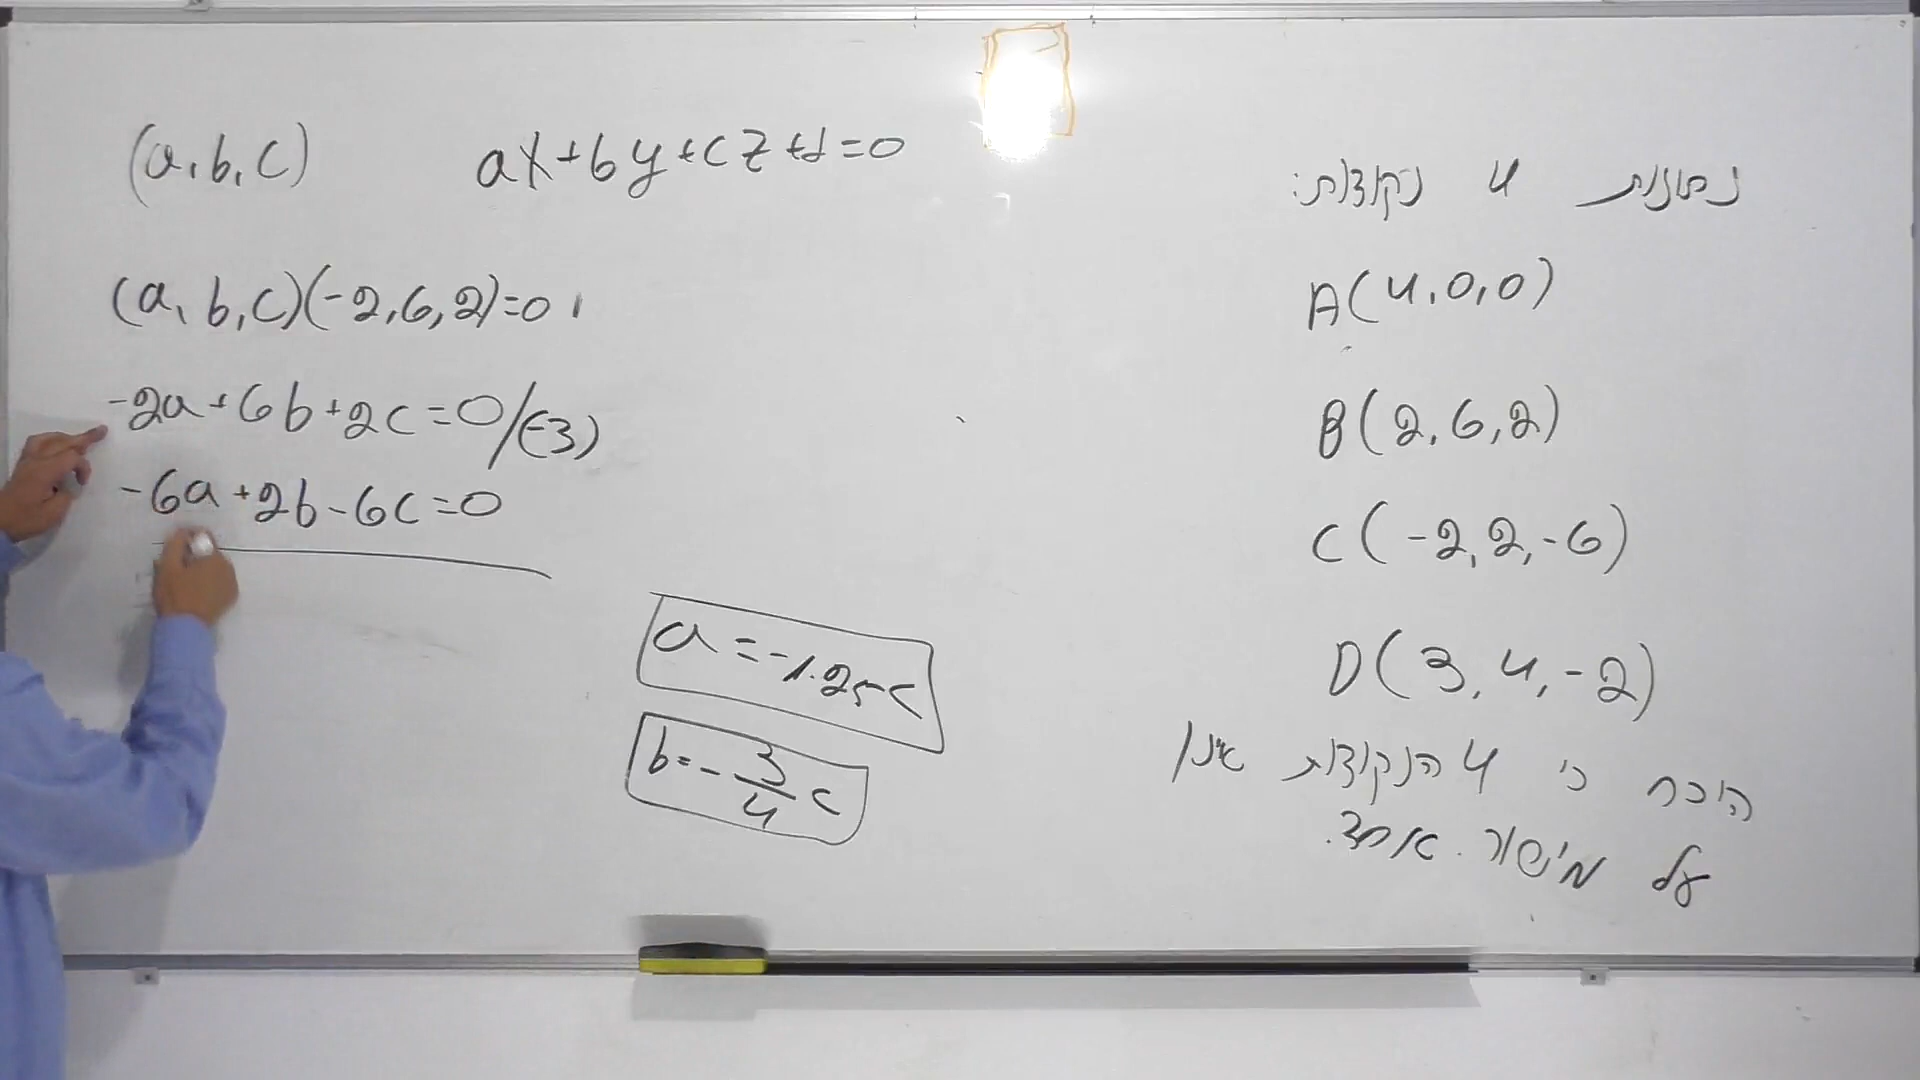 (a, b, c) ax+by+cz+d=0
(a, b, c)(-2, 6, 2)=0
-2a+6b+2c=0/(-3)
-6a+2b-6c=0
a=-1.25c
b=-3/4 c
נתונות 4 נקודות:
A(4,0,0)
B(2,6,2)
C(-2,2,-6)
D(3,4,-2)
הוכח כי 4 הנקודות אינן
על מישור אחד.